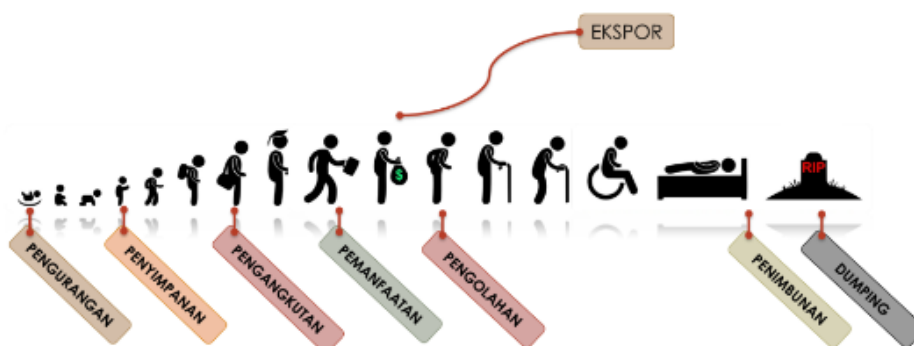 EKSPOR
$
RIP
PENGURANGAN
PENYIMPANAN
PENGANGKUTAN
PEMANFAATAN
PENGOLAHAN
PENIMBUNAN
DUMPING